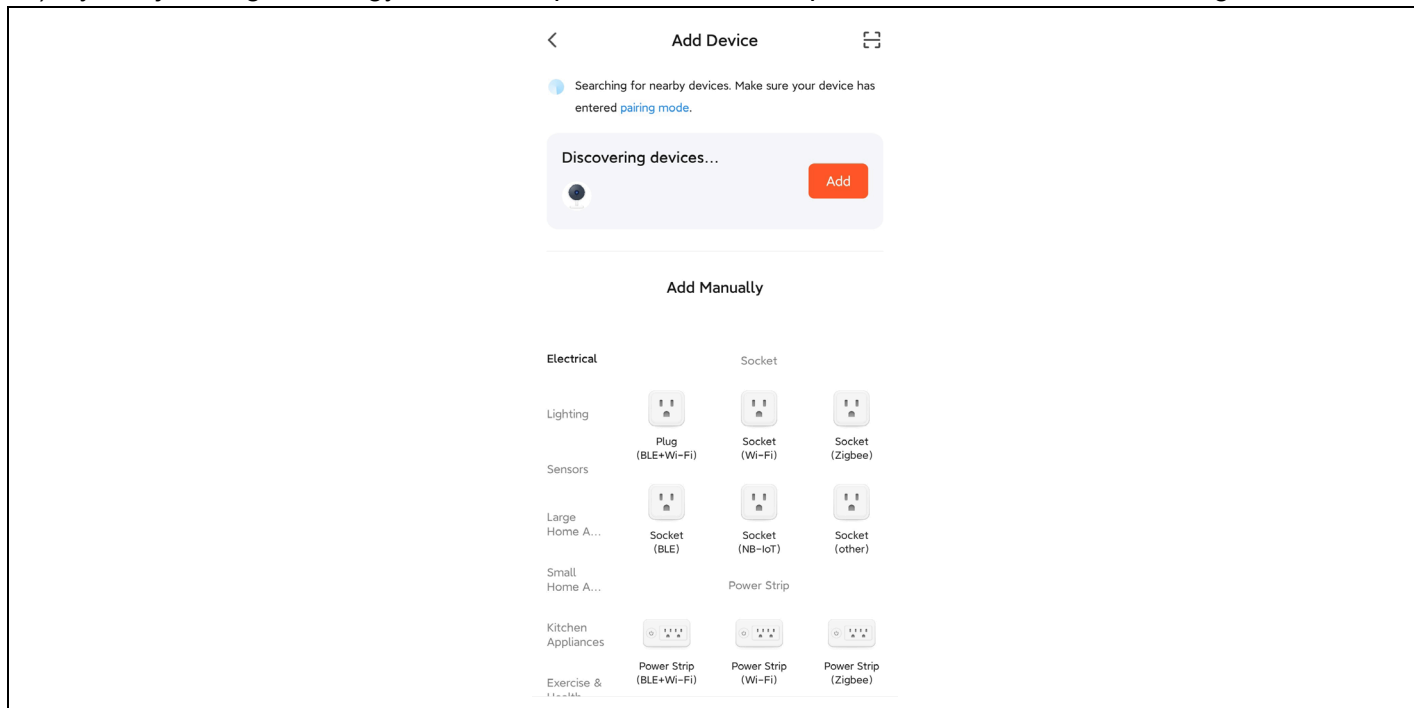 Add Device
Searching for nearby devices. Make sure your device has
entered pairing mode.
Discovering devices...
Add
Add Manually
Electrical
Socket
Lighting
Plug
(BLE+Wi-Fi)
Socket
(Wi-Fi)
Socket
(Zigbee)
Sensors
Large
Home A...
Socket
(BLE)
Socket
(NB-IoT)
Socket
(other)
Small
Home A...
Power Strip
Kitchen
Appliances
Power Strip
(BLE+Wi-Fi)
Power Strip
(Wi-Fi)
Power Strip
(Zigbee)
Exercise &